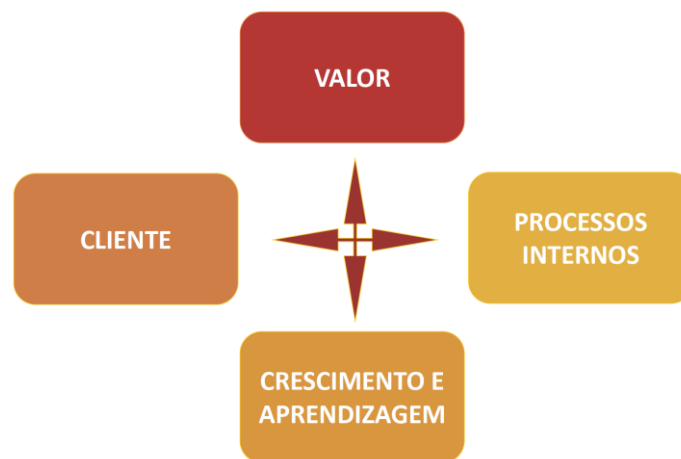 VALOR
CLIENTE
PROCESSOS
INTERNOS
CRESCIMENTO E
APRENDIZAGEM